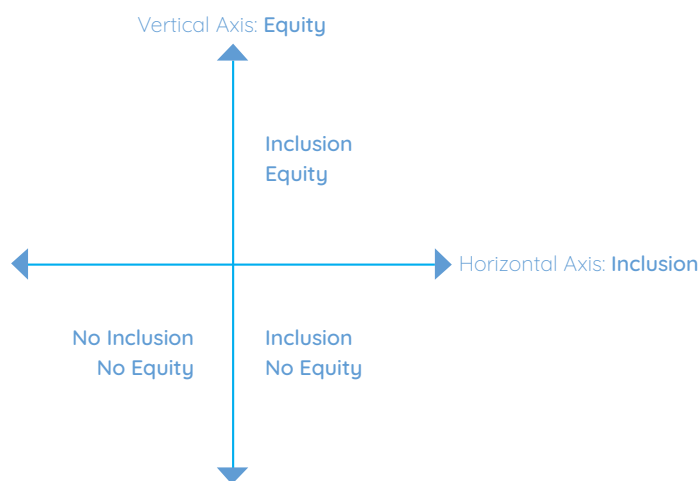 Vertical Axis: Equity
Inclusion
Equity
Horizontal Axis: Inclusion
No Inclusion
No Equity
Inclusion
No Equity